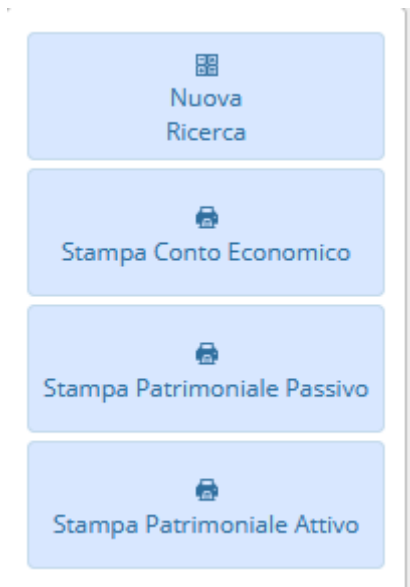 Nuova
Ricerca
Stampa Conto Economico
Stampa Patrimoniale Passivo
Stampa Patrimoniale Attivo